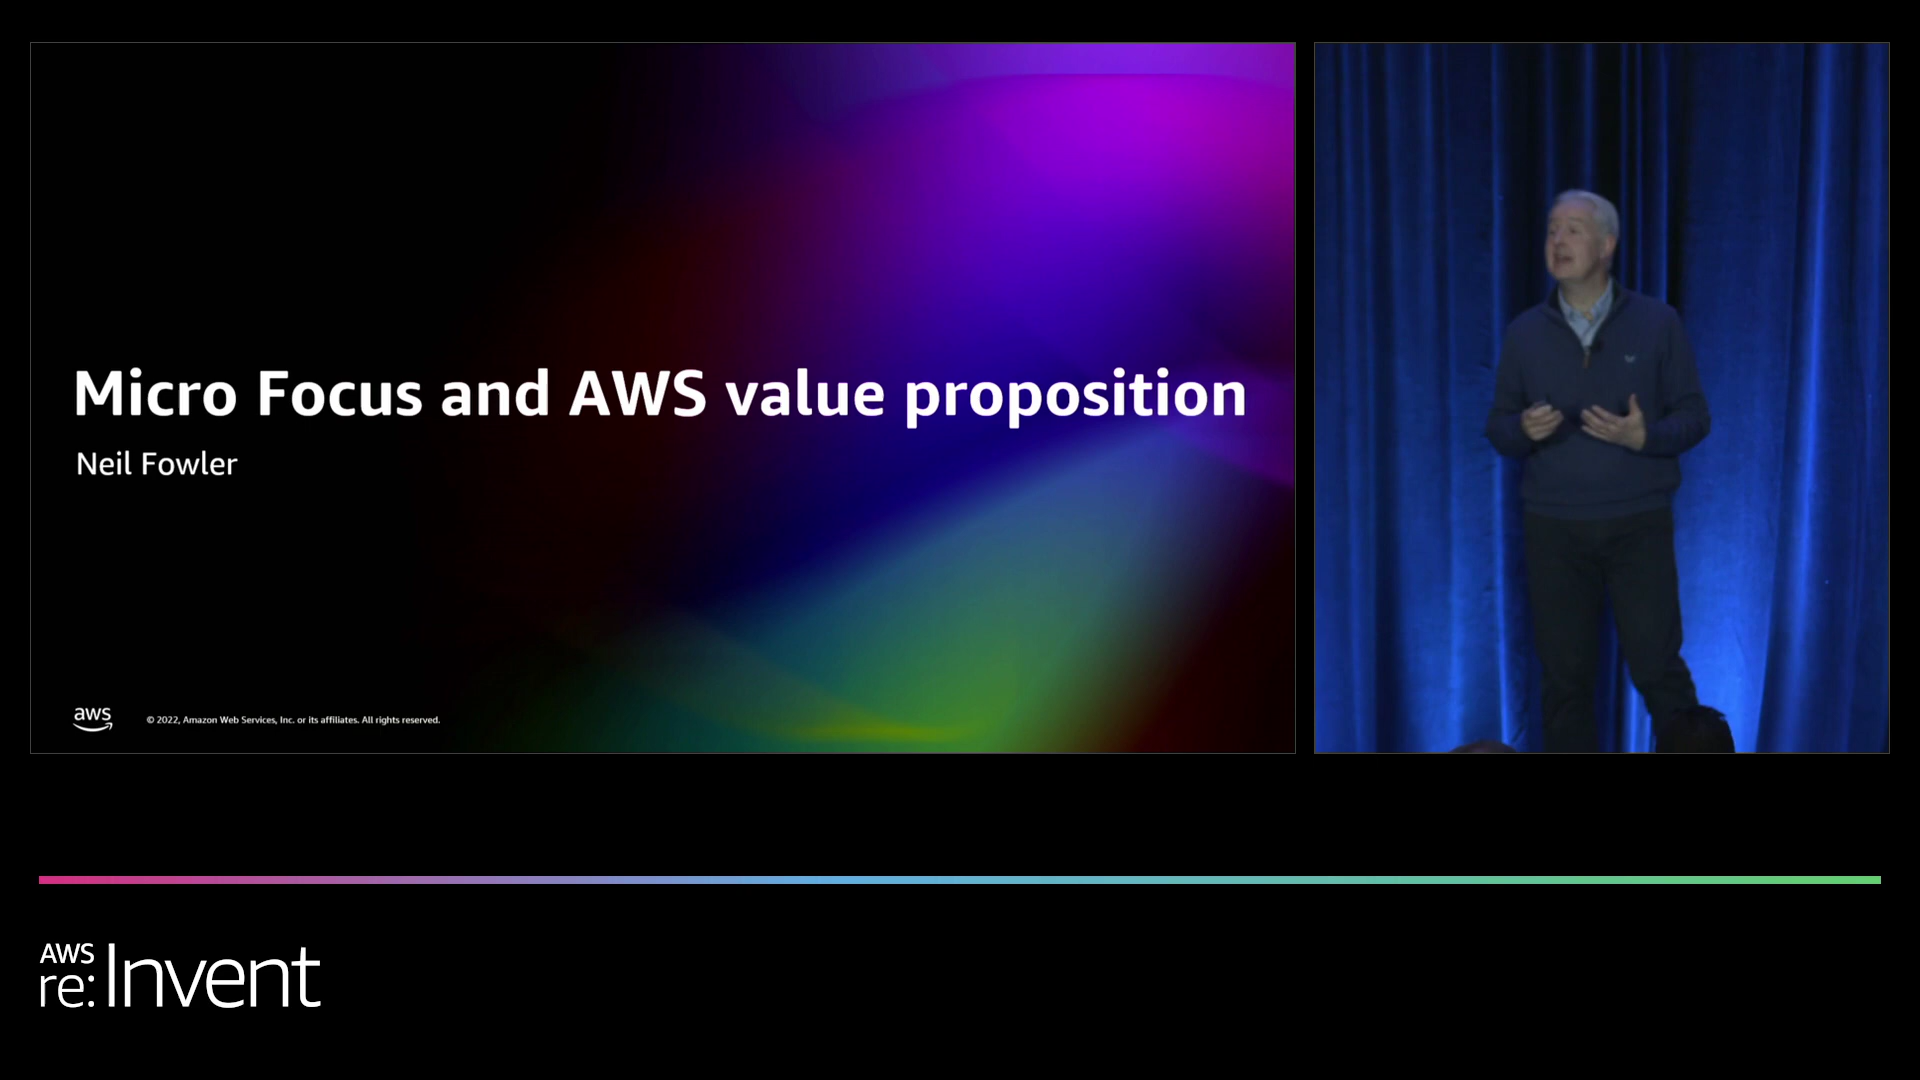 Micro Focus and AWS value proposition
Neil Fowler
aws
© 2022, Amazon Web Services, Inc. or its affiliates. All rights reserved.
AWS
re:Invent